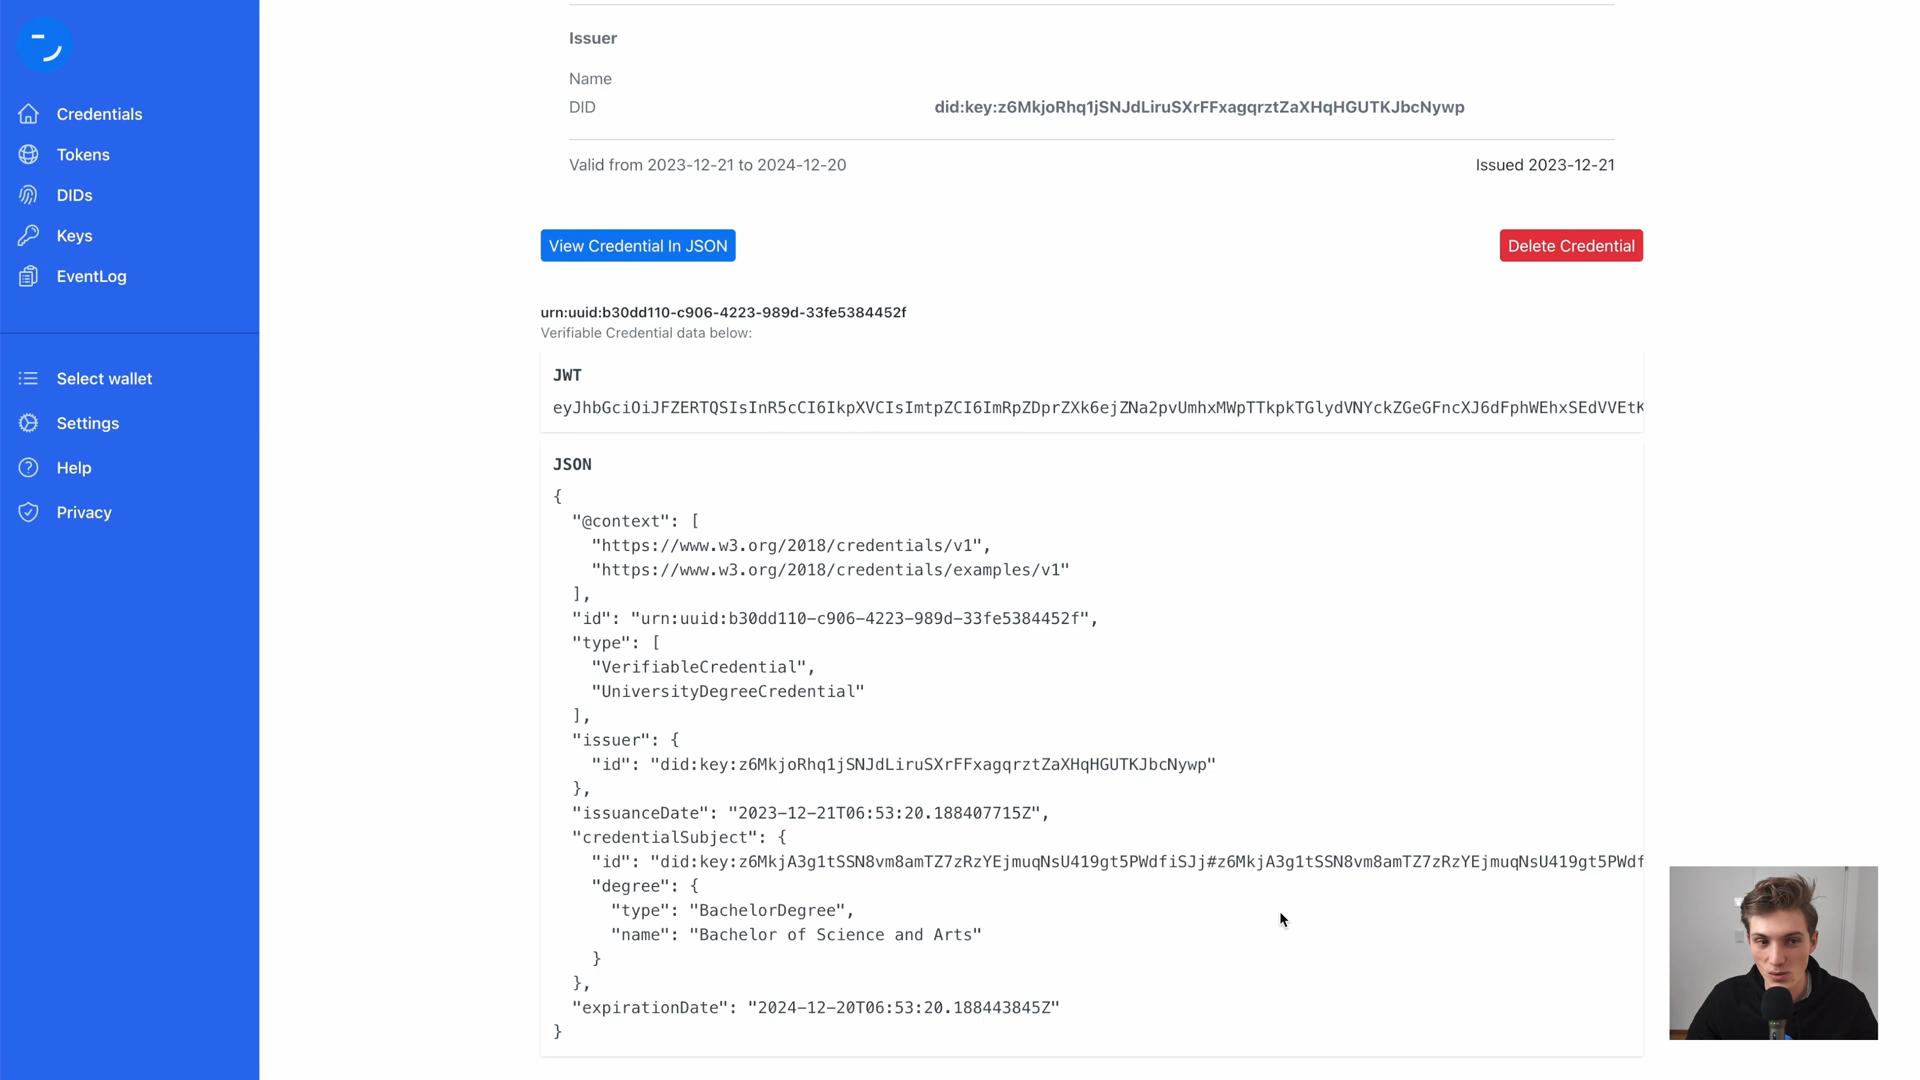 Credentials
Tokens
DIDs
Keys
EventLog
Select wallet
Settings
Help
Privacy
Issuer
Name
DID did:key:z6MkjoRhq1jSNJdLiruSXrFFxagqrztZaXHqHGUTKJbcNywp
Valid from 2023-12-21 to 2024-12-20 Issued 2023-12-21
View Credential In JSON Delete Credential
urn:uuid:b30dd110-c906-4223-989d-33fe5384452f
Verifiable Credential data below:
JWT
eyJhbGciOiJFZERTQSIsInR5cCI6IkpXVCIsImtpZCI6ImRpZDprZXk6ejZNa2pvUmhxMWpTTkpkTGlydVNYckZGeGFncXJ6dFphWEhxSEdVVEtK
JSON
{
"@context": [
"https://www.w3.org/2018/credentials/v1",
"https://www.w3.org/2018/credentials/examples/v1"
],
"id": "urn:uuid:b30dd110-c906-4223-989d-33fe5384452f",
"type": [
"VerifiableCredential",
"UniversityDegreeCredential"
],
"issuer": {
"id": "did:key:z6MkjoRhq1jSNJdLiruSXrFFxagqrztZaXHqHGUTKJbcNywp"
},
"issuanceDate": "2023-12-21T06:53:20.188407715Z",
"credentialSubject": {
"id": "did:key:z6MkjA3g1tSSN8vm8amTZ7zRzYEjmuqNsU419gt5PWdfiSJj#z6MkjA3g1tSSN8vm8amTZ7zRzYEjmuqNsU419gt5PWdf
"degree": {
"type": "BachelorDegree",
"name": "Bachelor of Science and Arts"
}
},
"expirationDate": "2024-12-20T06:53:20.188443845Z"
}